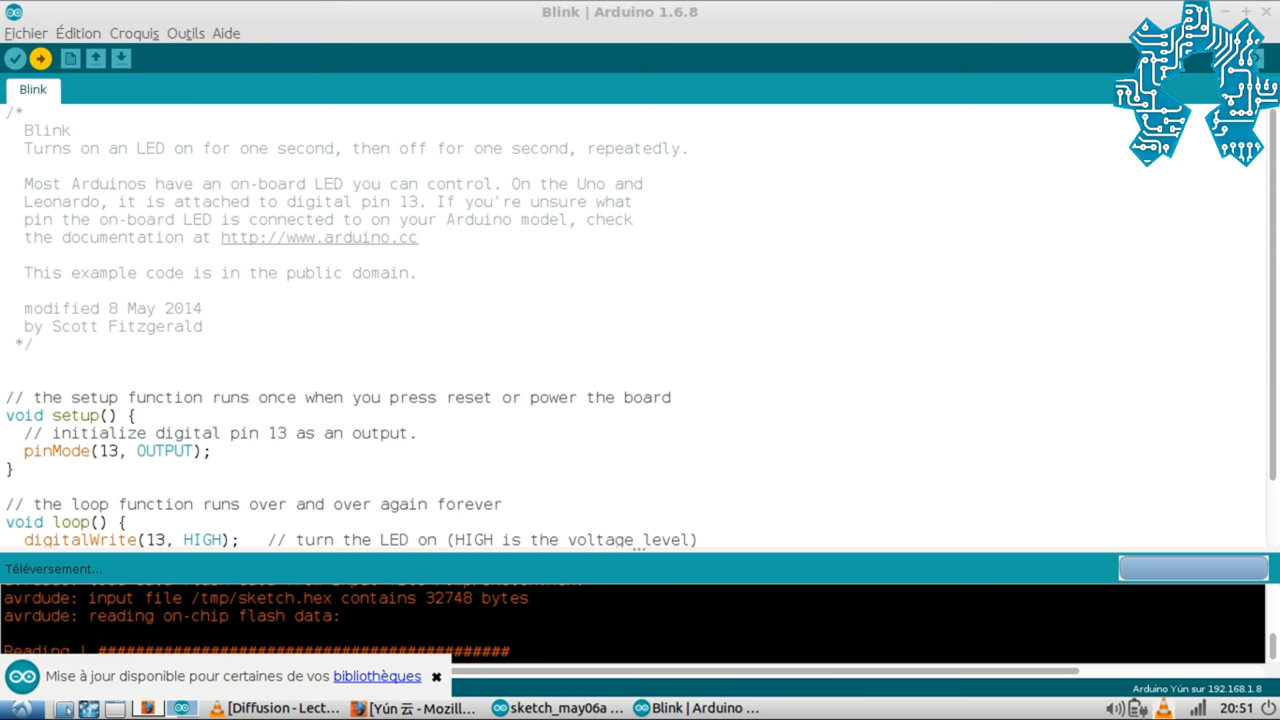 Blink | Arduino 1.6.8
Fichier Édition Croquis Outils Aide
Blink
/*
Blink
Turns on an LED on for one second, then off for one second, repeatedly.
Most Arduinos have an on-board LED you can control. On the Uno and
Leonardo, it is attached to digital pin 13. If you're unsure what
pin the on-board LED is connected to on your Arduino model, check
the documentation at http://www.arduino.cc
This example code is in the public domain.
modified 8 May 2014
by Scott Fitzgerald
*/
// the setup function runs once when you press reset or power the board
void setup() {
// initialize digital pin 13 as an output.
pinMode(13, OUTPUT);
}
// the loop function runs over and over again forever
void loop() {
digitalWrite(13, HIGH); // turn the LED on (HIGH is the voltage level)
Téléversement...
avrdude: input file /tmp/sketch.hex contains 32748 bytes
avrdude: reading on-chip flash data:
Reading | ############################################
Mise à jour disponible pour certaines de vos bibliothèques
Arduino Yún sur 192.168.1.8
[Diffusion - Lect... [Yún 云 - Mozill... sketch_may06a ... Blink | Arduino ... 20:51